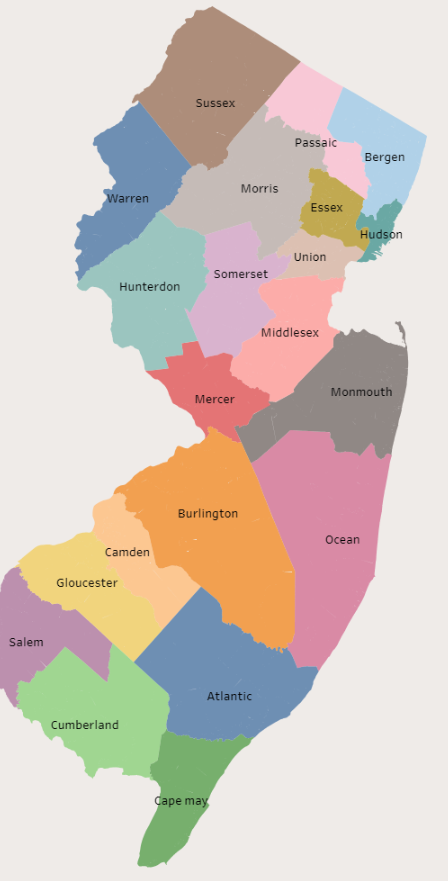 Sussex
Passaic
Bergen
Morris
Warren
Essex
Hudson
Union
Somerset
Hunterdon
Middlesex
Monmouth
Mercer
Burlington
Ocean
Camden
Gloucester
Salem
Atlantic
Cumberland
Cape may